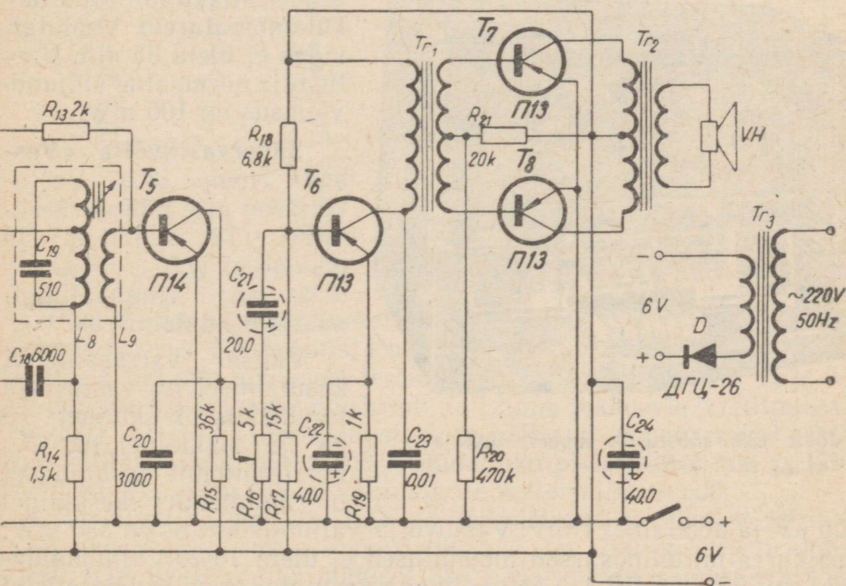 T₇
Tr₁
Tr₂
П13
R₁₃ 2k
R₁₈
6,8k
R₂₁
20k
VH
T₅
T₆
T₈
П14
П13
П13
C₁₉
510
L₈
L₉
C₂₁
20,0
Tr₃
6V
~220V
50Hz
D
ДГЦ-26
C₁₈ 6000
R₁₄
1,5k
C₂₀
3000
36k
R₁₅
5k
R₁₆
15k
R₁₇
C₂₂
40,0
1k
R₁₉
C₂₃
0,01
R₂₀
470k
C₂₄
40,0
6V